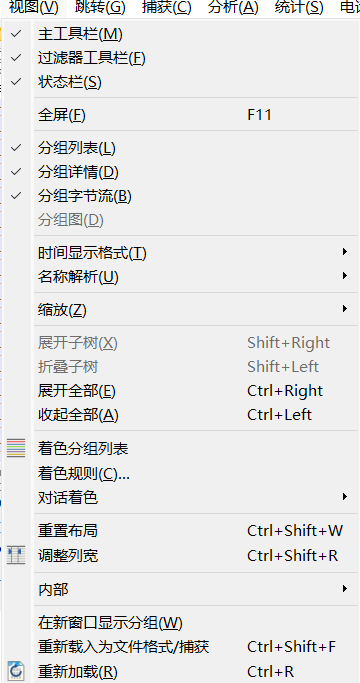 视图(V) 跳转(G) 捕获(C) 分析(A) 统计(S) 电话
主工具栏(M)
过滤器工具栏(F)
状态栏(S)
全屏(F) F11
分组列表(L)
分组详情(D)
分组字节流(B)
分组图(D)
时间显示格式(T)
名称解析(U)
缩放(Z)
展开子树(X) Shift+Right
折叠子树 Shift+Left
展开全部(E) Ctrl+Right
收起全部(A) Ctrl+Left
着色分组列表
着色规则(C)...
对话着色
重置布局 Ctrl+Shift+W
调整列宽 Ctrl+Shift+R
内部
在新窗口显示分组(W)
重新载入为文件格式/捕获 Ctrl+Shift+F
重新加载(R) Ctrl+R